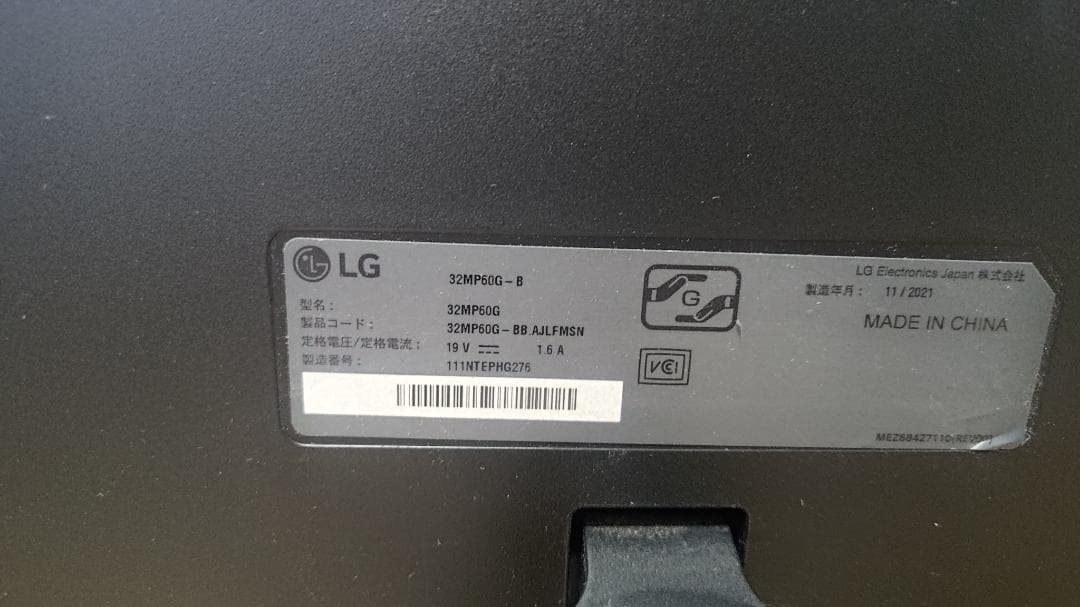 LG
32MP60G-B
型名： 32MP60G
製品コード： 32MP60G-BB.AJLFMSN
定格電圧/定格電流： 19 V ⎓ 1.6 A
製造番号： 111NTEPHG276
G
VCCI
LG Electronics Japan 株式会社
製造年月： 11/2021
MADE IN CHINA